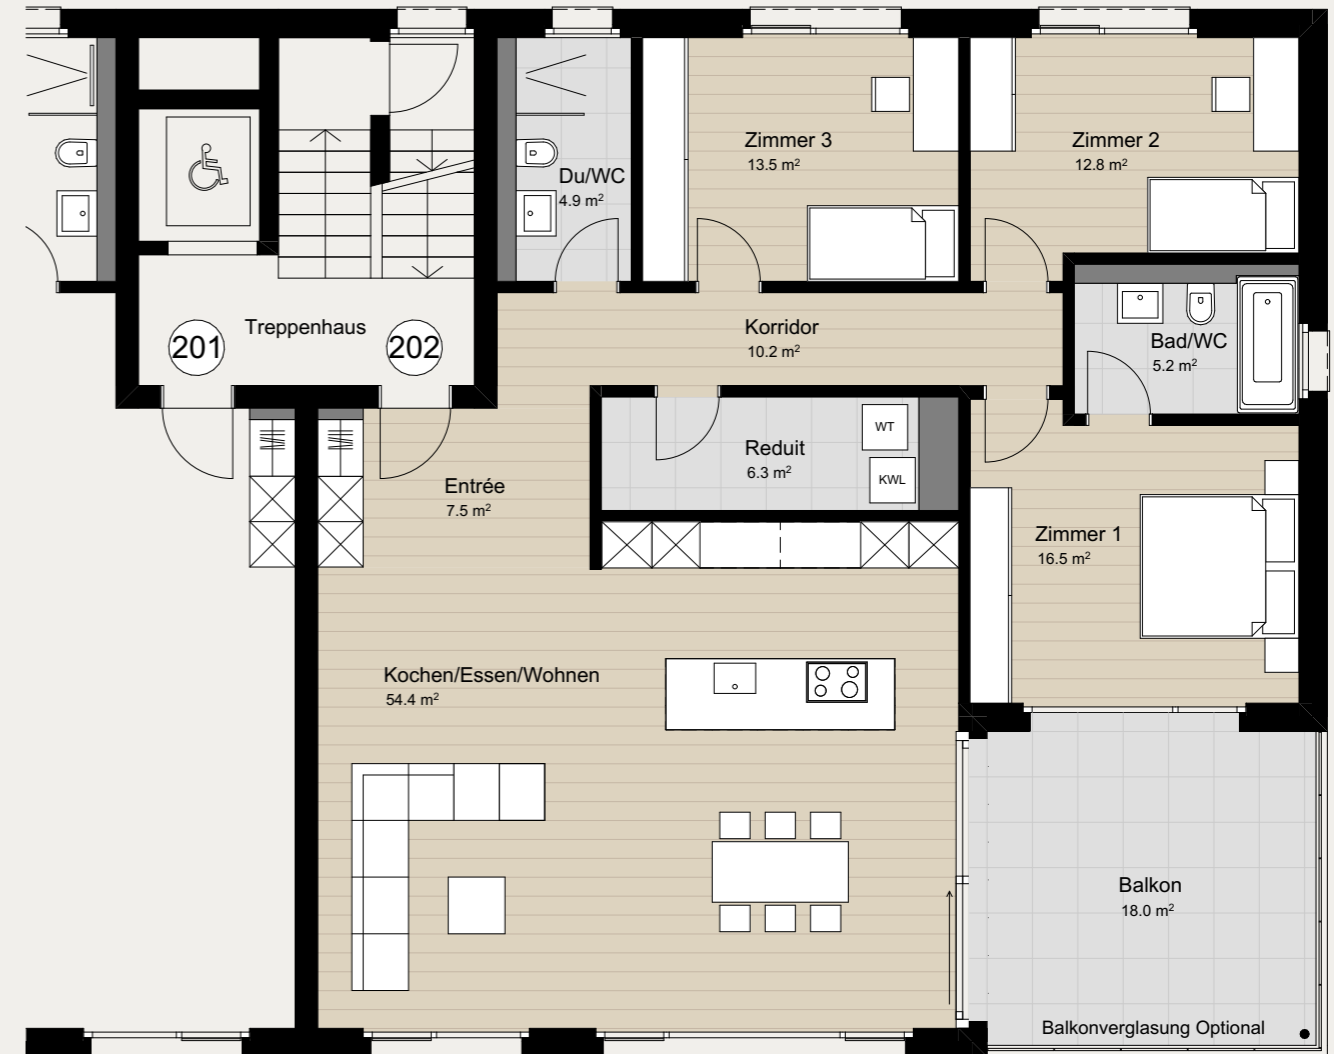 Zimmer 3
13.5 m²
Zimmer 2
12.8 m²
Du/WC
4.9 m²
Treppenhaus
201
202
Korridor
10.2 m²
Bad/WC
5.2 m²
Reduit
6.3 m²
WT
KWL
Entrée
7.5 m²
Zimmer 1
16.5 m²
Kochen/Essen/Wohnen
54.4 m²
Balkon
18.0 m²
Balkonverglasung Optional